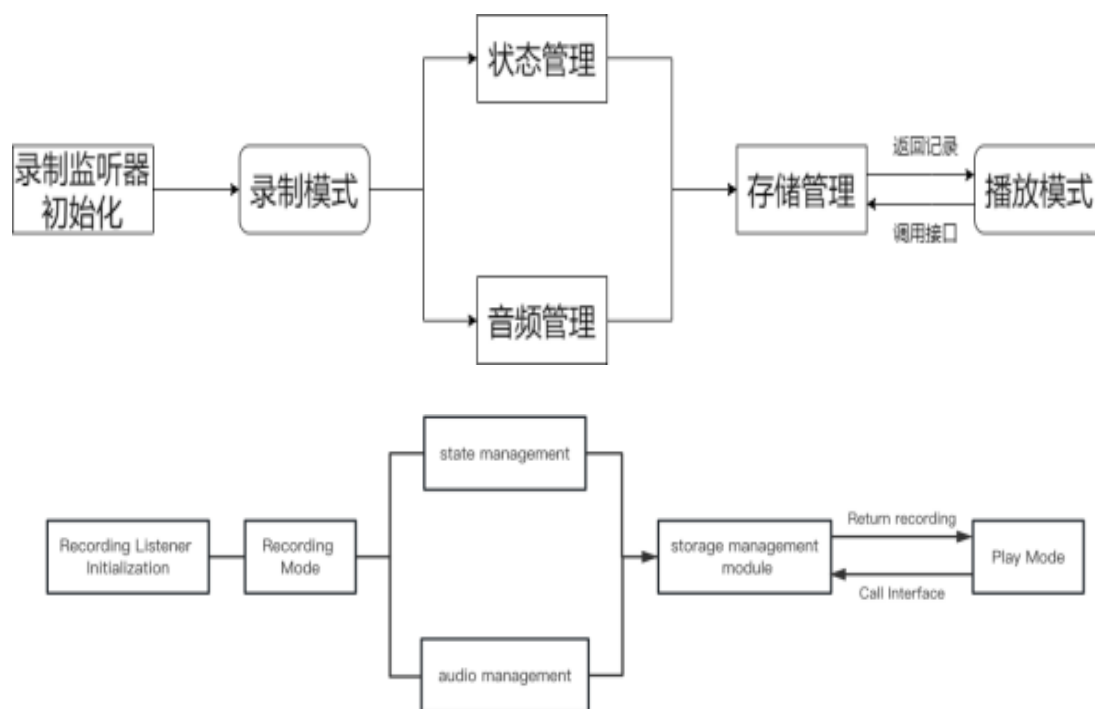 状态管理
录制监听器
初始化
录制模式
音频管理
存储管理
返回记录
调用接口
播放模式
state management
Recording Listener
Initialization
Recording
Mode
audio management
storage management
module
Return recording
Call Interface
Play Mode